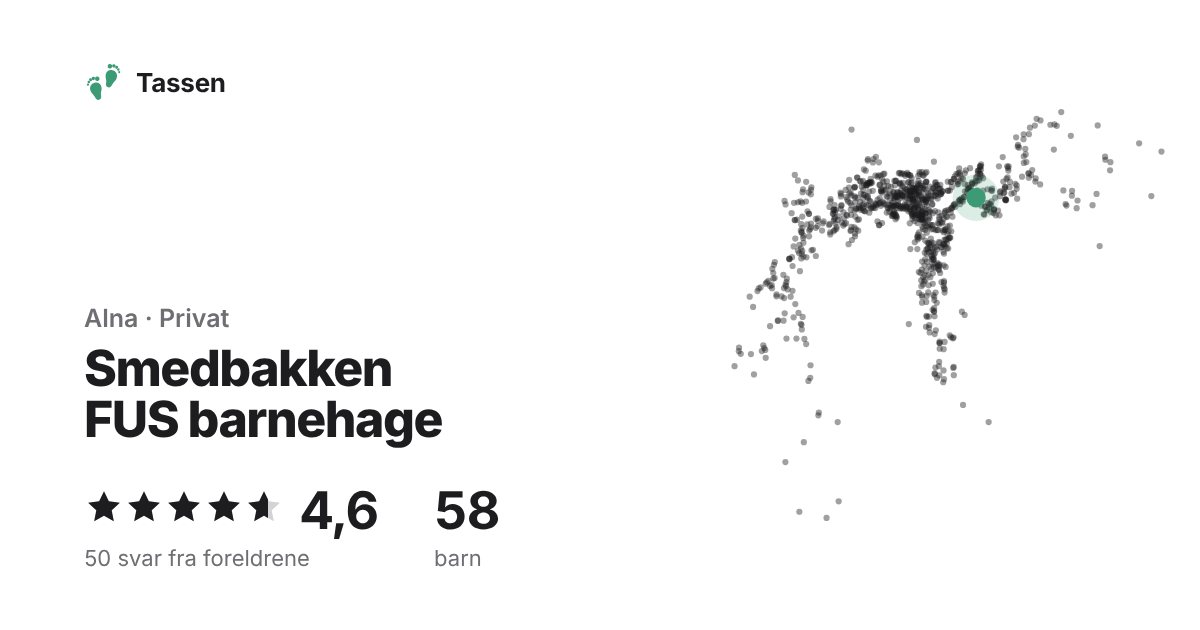 Tassen
Alna · Privat
Smedbakken
FUS barnehage
4,6
50 svar fra foreldrene
58
barn